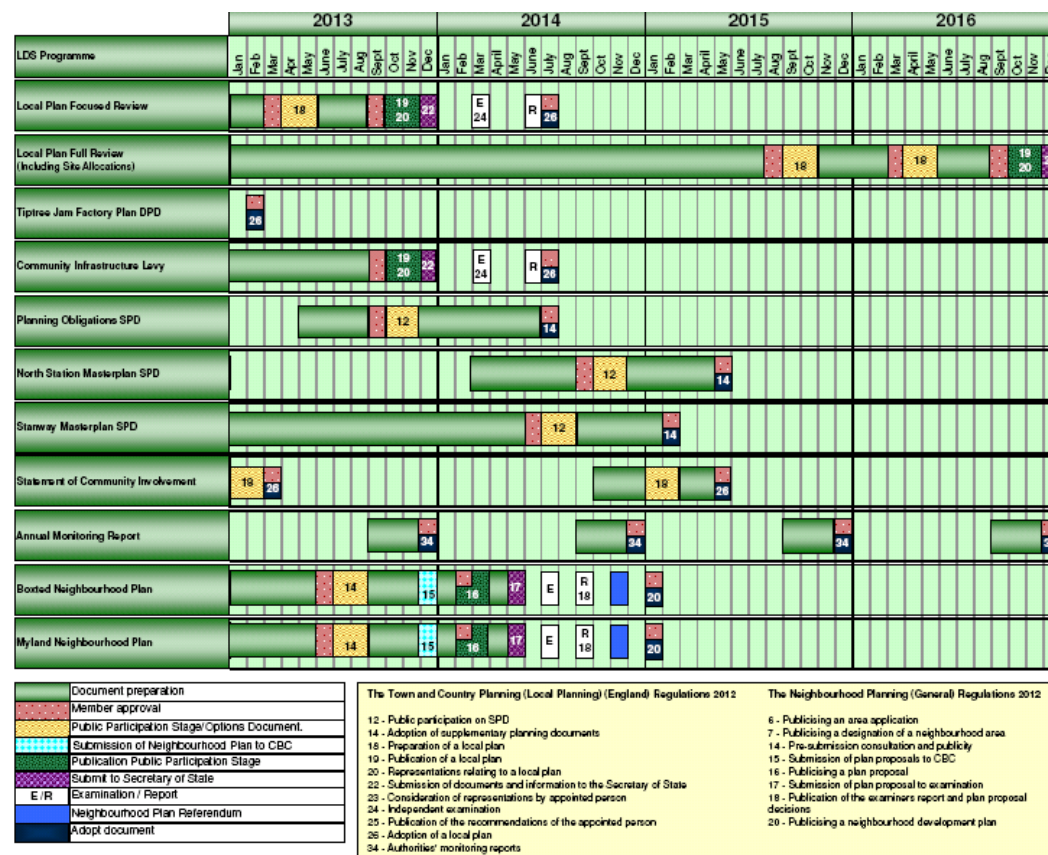 2013 2014 2015 2016
LDS Programme
Jan Feb Mar Apr May June July Aug Sept Oct Nov Dec Jan Feb Mar April May June July Aug Sept Oct Nov Dec Jan Feb Mar April May June July Aug Sept Oct Nov Dec Jan Feb Mar April May June July Aug Sept Oct Nov
Local Plan Focused Review
18 19 20 22 E 24 R 26
Local Plan Full Review
(Including Site Allocations)
18 18 19 20
Tiptree Jam Factory Plan DPD
26
Community Infrastructure Levy
19 20 22 E 24 R 26
Planning Obligations SPD
12 14
North Station Masterplan SPD
12 14
Stanway Masterplan SPD
12 14
Statement of Community Involvement
18 26 18 26
Annual Monitoring Report
34 34 34
Boxted Neighbourhood Plan
14 15 16 17 E R 18 20
Myland Neighbourhood Plan
14 15 16 17 E R 18 20
Document preparation
Member approval
Public Participation Stage/Options Document.
Submission of Neighbourhood Plan to CBC
Publication Public Participation Stage
Submit to Secretary of State
E / R Examination / Report
Neighbourhood Plan Referendum
Adopt document
The Town and Country Planning (Local Planning) (England) Regulations 2012
12 - Public participation on SPD
14 - Adoption of supplementary planning documents
18 - Preparation of a local plan
19 - Publication of a local plan
20 - Representations relating to a local plan
22 - Submission of documents and information to the Secretary of State
23 - Consideration of representations by appointed person
24 - Independent examination
25 - Publication of the recommendations of the appointed person
26 - Adoption of a local plan
34 - Authorities' monitoring reports
The Neighbourhood Planning (General) Regulations 2012
6 - Publicising an area application
7 - Publicising a designation of a neighbourhood area
14 - Pre-submission consultation and publicity
15 - Submission of plan proposals to CBC
16 - Publicising a plan proposal
17 - Submission of plan proposal to examination
18 - Publication of the examiners report and plan proposal
decisions
20 - Publicising a neighbourhood development plan